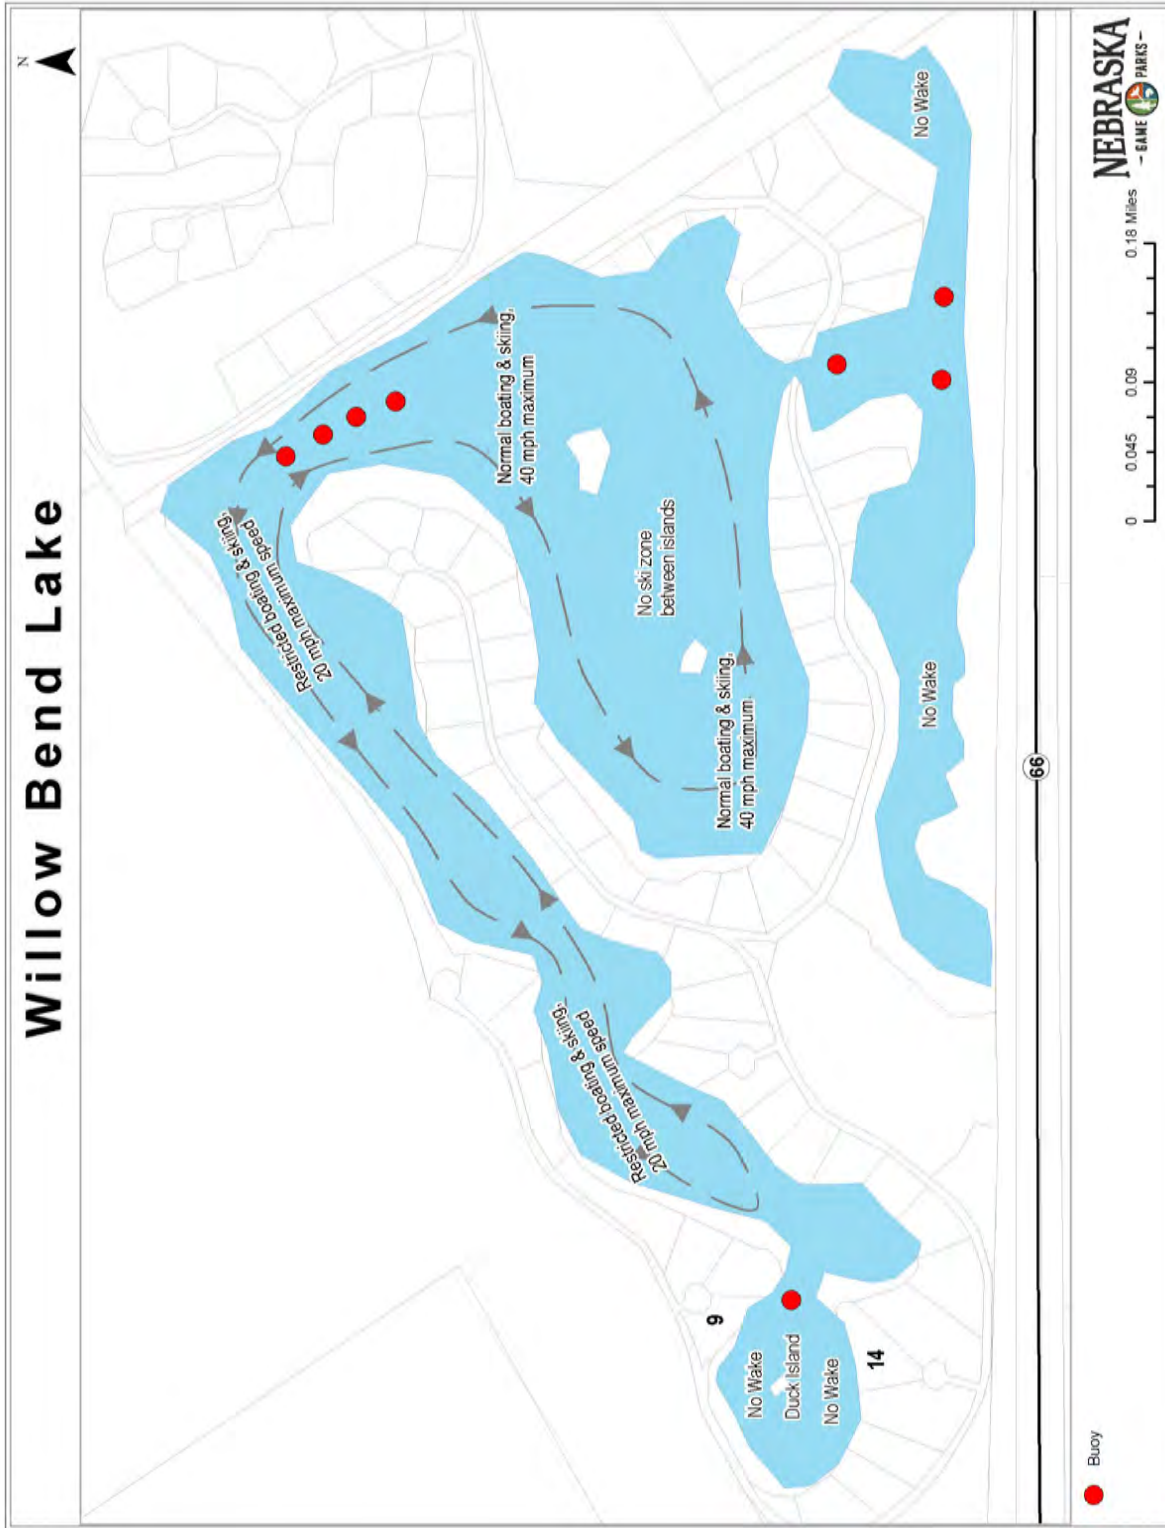 Willow Bend Lake
N
Restricted boating & skiing,
20 mph maximum speed
Normal boating & skiing,
40 mph maximum
No ski zone
between islands
Normal boating & skiing,
40 mph maximum
Restricted boating & skiing,
20 mph maximum speed
9
No Wake
Duck Island
No Wake
14
No Wake
No Wake
66
Buoy
0 0.045 0.09 0.18 Miles
NEBRASKA
- GAME PARKS -